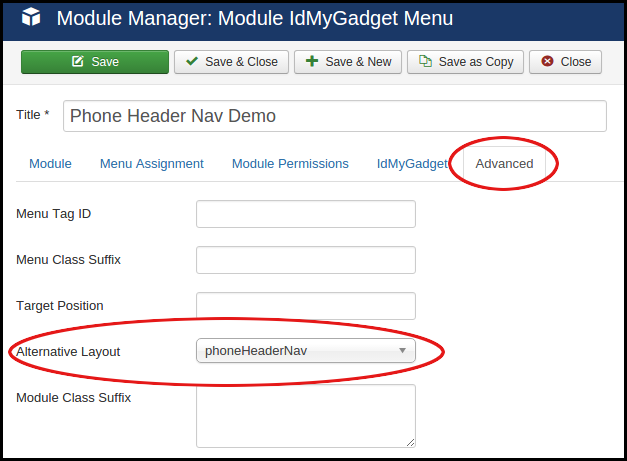 Module Manager: Module IdMyGadget Menu
Save Save & Close Save & New Save as Copy Close
Title * Phone Header Nav Demo
Module Menu Assignment Module Permissions IdMyGadget Advanced
Menu Tag ID
Menu Class Suffix
Target Position
Alternative Layout phoneHeaderNav
Module Class Suffix